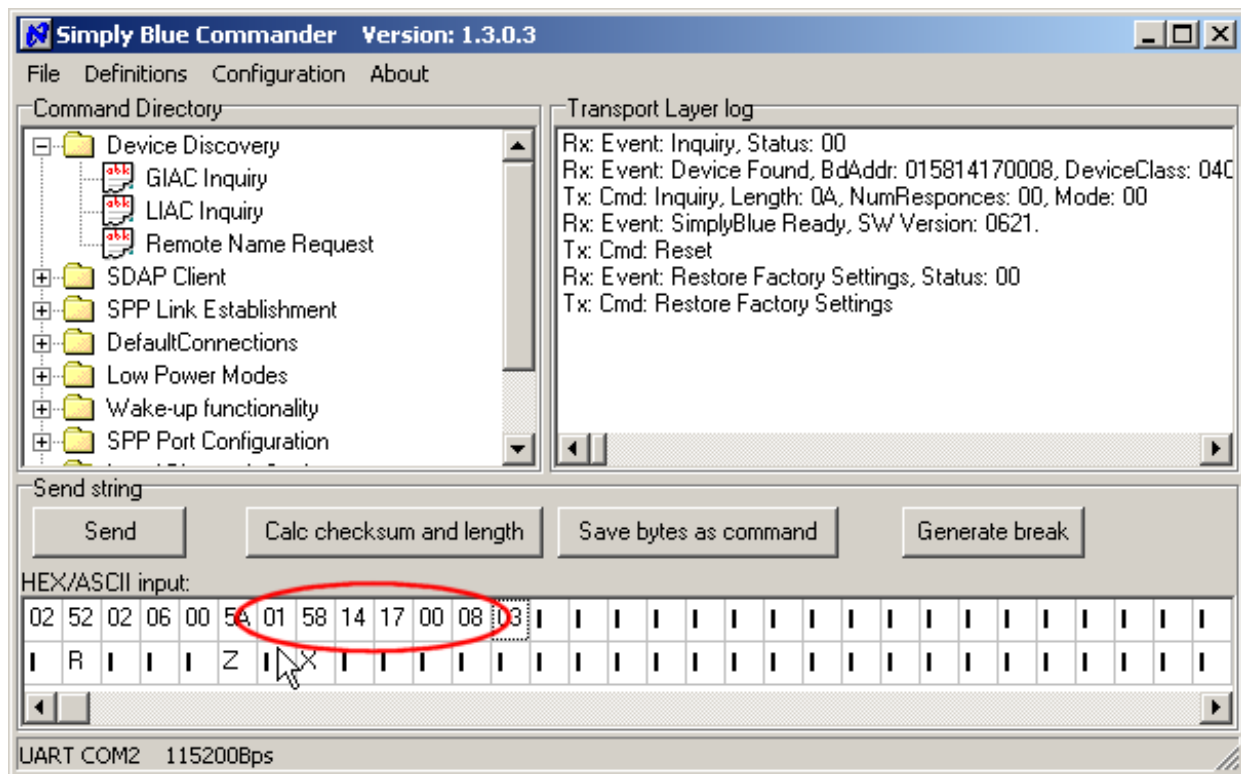 Simply Blue Commander Version: 1.3.0.3
File Definitions Configuration About
Command Directory
Device Discovery
GIAC Inquiry
LIAC Inquiry
Remote Name Request
SDAP Client
SPP Link Establishment
DefaultConnections
Low Power Modes
Wake-up functionality
SPP Port Configuration
Transport Layer log
Rx: Event: Inquiry, Status: 00
Rx: Event: Device Found, BdAddr: 015814170008, DeviceClass: 040
Tx: Cmd: Inquiry, Length: 0A, NumResponces: 00, Mode: 00
Rx: Event: SimplyBlue Ready, SW Version: 0621.
Tx: Cmd: Reset
Rx: Event: Restore Factory Settings, Status: 00
Tx: Cmd: Restore Factory Settings
Send string
Send Calc checksum and length Save bytes as command Generate break
HEX/ASCII input:
02 52 02 06 00 5A 01 58 14 17 00 08 03
R Z X
UART COM2 115200Bps